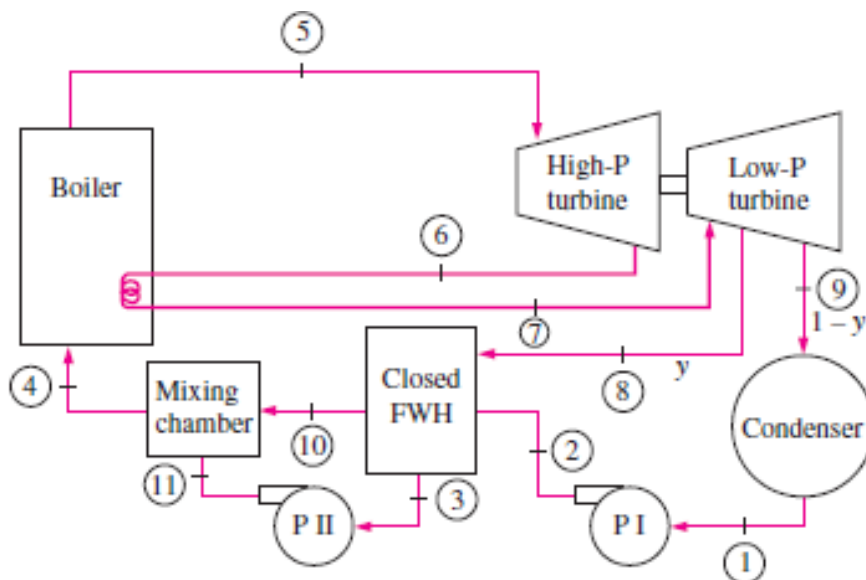 5
High-P
turbine
Low-P
turbine
Boiler
6
7
9
1 – y
8
y
4
Mixing
chamber
10
Closed
FWH
2
Condenser
11
P II
3
P I
1